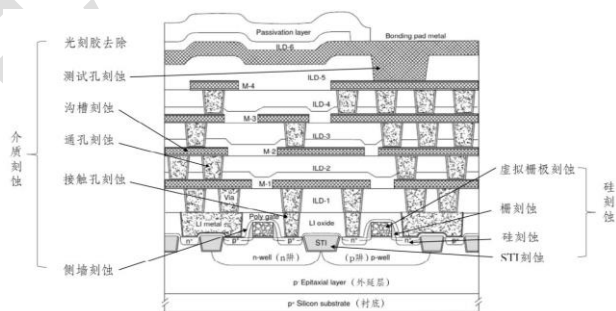 Passivation layer
Bonding pad metal
ILD-6
光刻胶去除
测试孔刻蚀
ILD-5
M-4
沟槽刻蚀
ILD-4
M-3
ILD-3
通孔刻蚀
M-2
ILD-2
接触孔刻蚀
M-1
虚拟栅极刻蚀
Via
ILD-1
栅刻蚀
Poly gate
LI metal
LI oxide
硅刻蚀
n⁺
p⁺
p⁺
STI
n⁺
n⁺
p⁺
STI刻蚀
侧墙刻蚀
n-well (n阱)
(p阱) p-well
p⁻ Epitaxial layer (外延层)
p⁺ Silicon substrate (衬底)
介质刻蚀
硅刻蚀